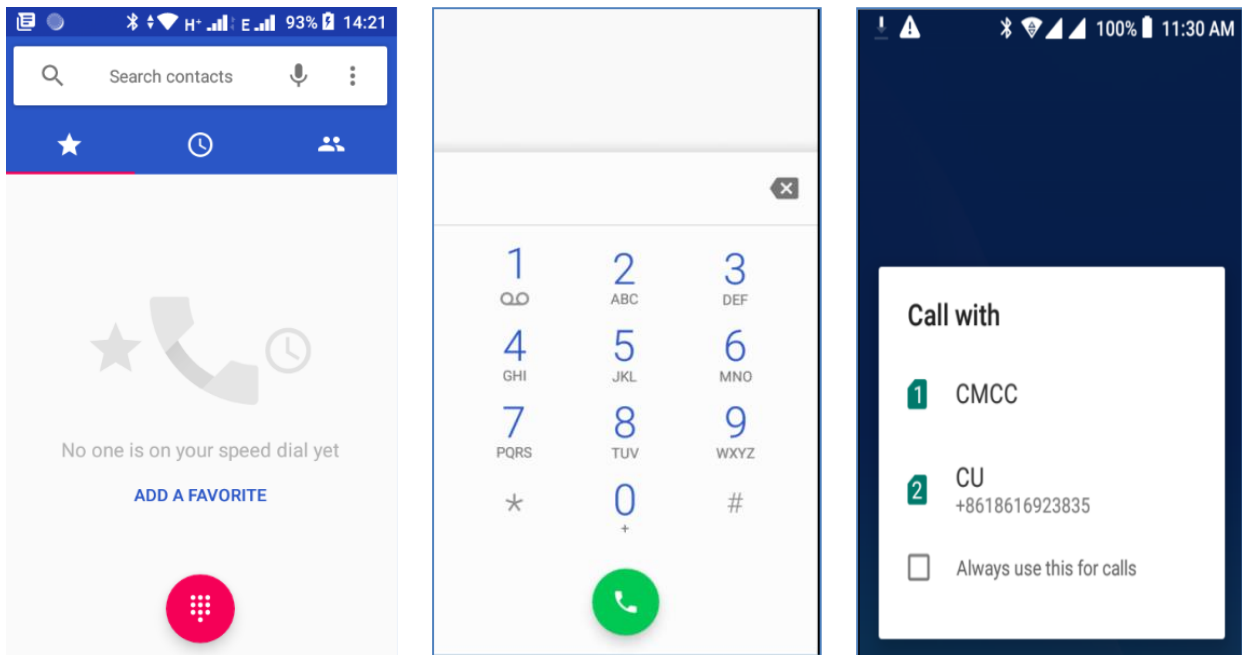 H+ E 93% 14:21
Search contacts
No one is on your speed dial yet
ADD A FAVORITE
1 2 3
ABC DEF
4 5 6
GHI JKL MNO
7 8 9
PQRS TUV WXYZ
* 0 #
+
100% 11:30 AM
Call with
1 CMCC
2 CU
+8618616923835
Always use this for calls